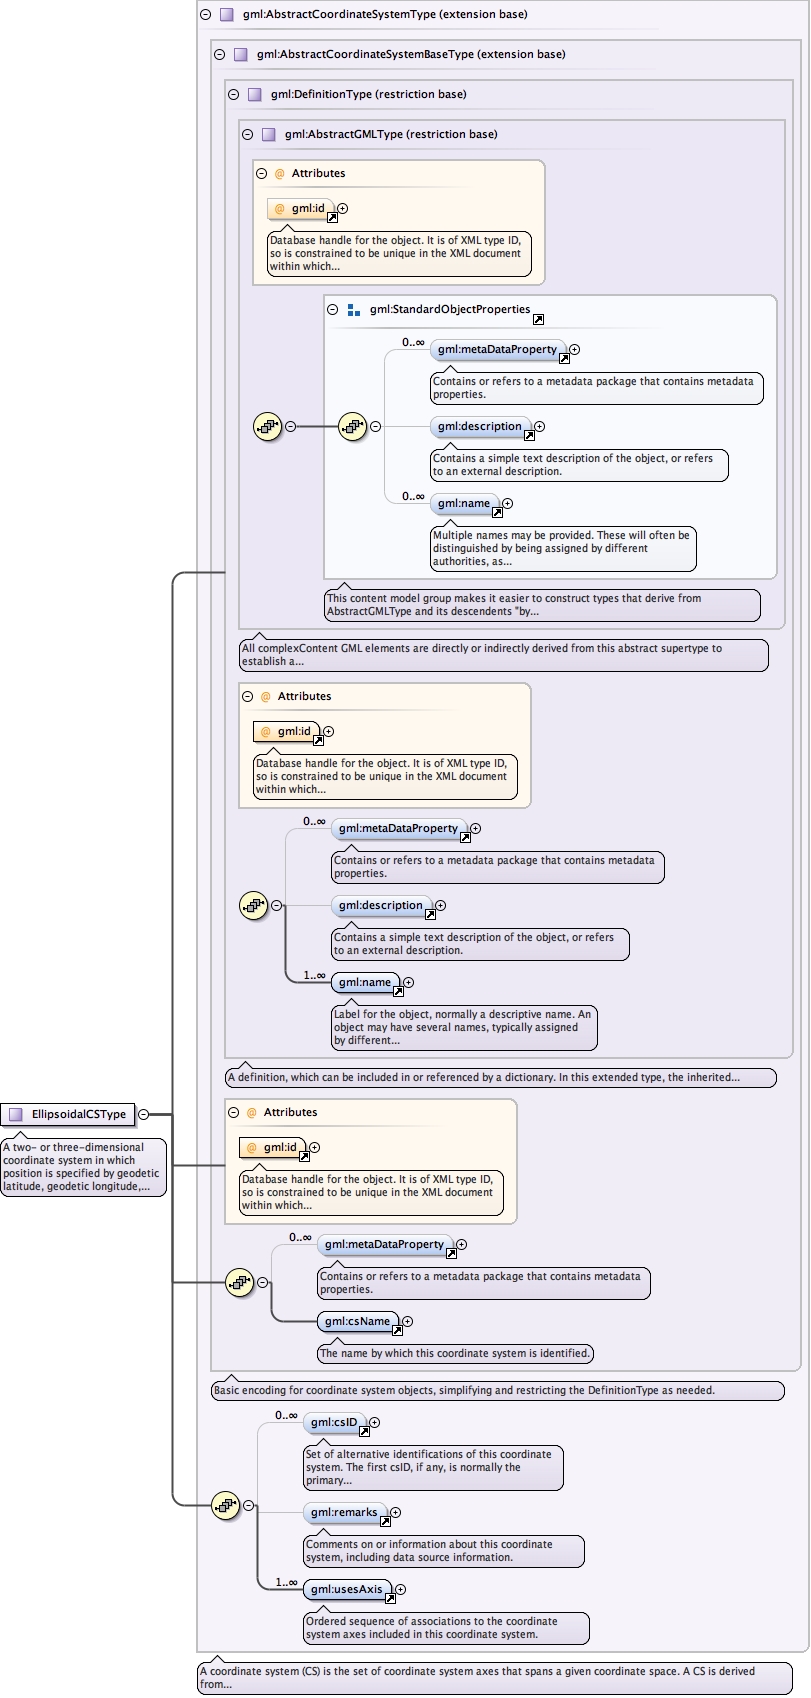 gml:AbstractCoordinateSystemType (extension base)
gml:AbstractCoordinateSystemBaseType (extension base)
gml:DefinitionType (restriction base)
gml:AbstractGMLType (restriction base)
@ Attributes
@ gml:id
Database handle for the object. It is of XML type ID,
so is constrained to be unique in the XML document
within which...
gml:StandardObjectProperties
0..∞
gml:metaDataProperty
Contains or refers to a metadata package that contains metadata
properties.
gml:description
Contains a simple text description of the object, or refers
to an external description.
0..∞
gml:name
Multiple names may be provided. These will often be
distinguished by being assigned by different
authorities, as...
This content model group makes it easier to construct types that derive from
AbstractGMLType and its descendents "by...
All complexContent GML elements are directly or indirectly derived from this abstract supertype to
establish a...
@ Attributes
@ gml:id
Database handle for the object. It is of XML type ID,
so is constrained to be unique in the XML document
within which...
0..∞
gml:metaDataProperty
Contains or refers to a metadata package that contains metadata
properties.
gml:description
Contains a simple text description of the object, or refers
to an external description.
1..∞
gml:name
Label for the object, normally a descriptive name. An
object may have several names, typically assigned
by different...
A definition, which can be included in or referenced by a dictionary. In this extended type, the inherited...
EllipsoidalCSType
A two- or three-dimensional
coordinate system in which
position is specified by geodetic
latitude, geodetic longitude,...
@ Attributes
@ gml:id
Database handle for the object. It is of XML type ID,
so is constrained to be unique in the XML document
within which...
0..∞
gml:metaDataProperty
Contains or refers to a metadata package that contains metadata
properties.
gml:csName
The name by which this coordinate system is identified.
Basic encoding for coordinate system objects, simplifying and restricting the DefinitionType as needed.
0..∞
gml:csID
Set of alternative identifications of this coordinate
system. The first csID, if any, is normally the
primary...
gml:remarks
Comments on or information about this coordinate
system, including data source information.
1..∞
gml:usesAxis
Ordered sequence of associations to the coordinate
system axes included in this coordinate system.
A coordinate system (CS) is the set of coordinate system axes that spans a given coordinate space. A CS is derived
from...